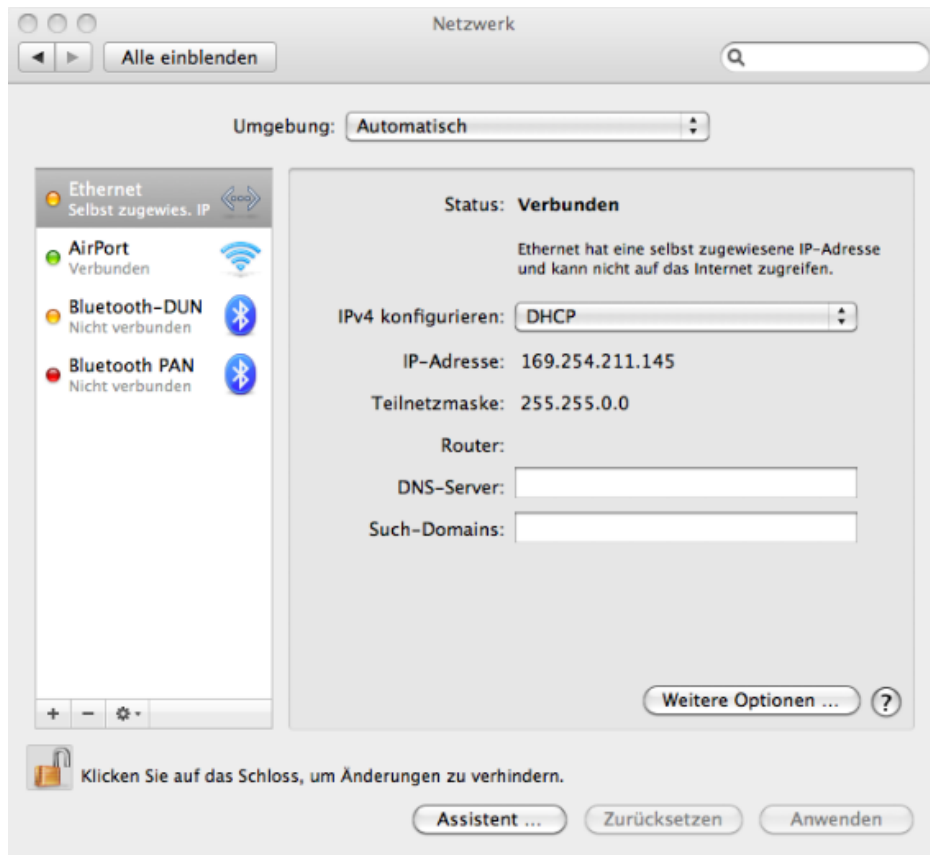 Netzwerk
Alle einblenden
Umgebung: Automatisch
Ethernet
Selbst zugewies. IP
AirPort
Verbunden
Bluetooth-DUN
Nicht verbunden
Bluetooth PAN
Nicht verbunden
Status: Verbunden
Ethernet hat eine selbst zugewiesene IP-Adresse
und kann nicht auf das Internet zugreifen.
IPv4 konfigurieren: DHCP
IP-Adresse: 169.254.211.145
Teilnetzmaske: 255.255.0.0
Router:
DNS-Server:
Such-Domains:
Weitere Optionen ... ?
Klicken Sie auf das Schloss, um Änderungen zu verhindern.
Assistent ... Zurücksetzen Anwenden